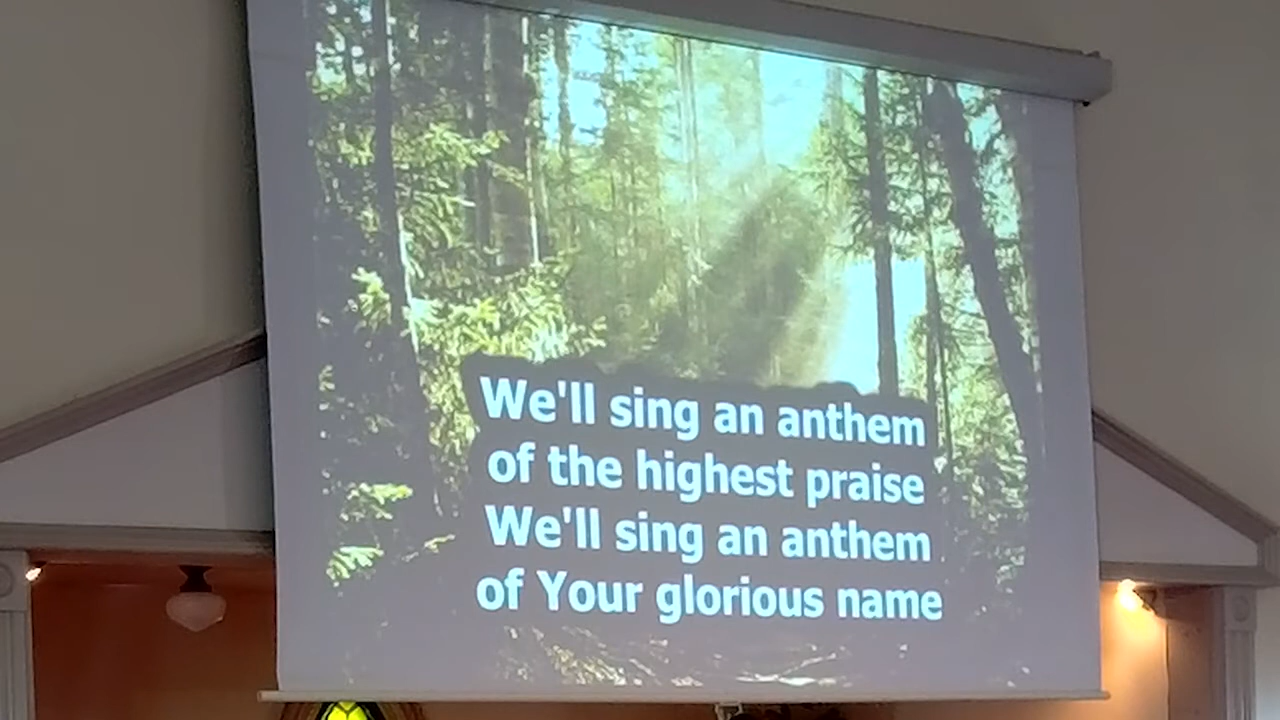 We'll sing an anthem
of the highest praise
We'll sing an anthem
of Your glorious name